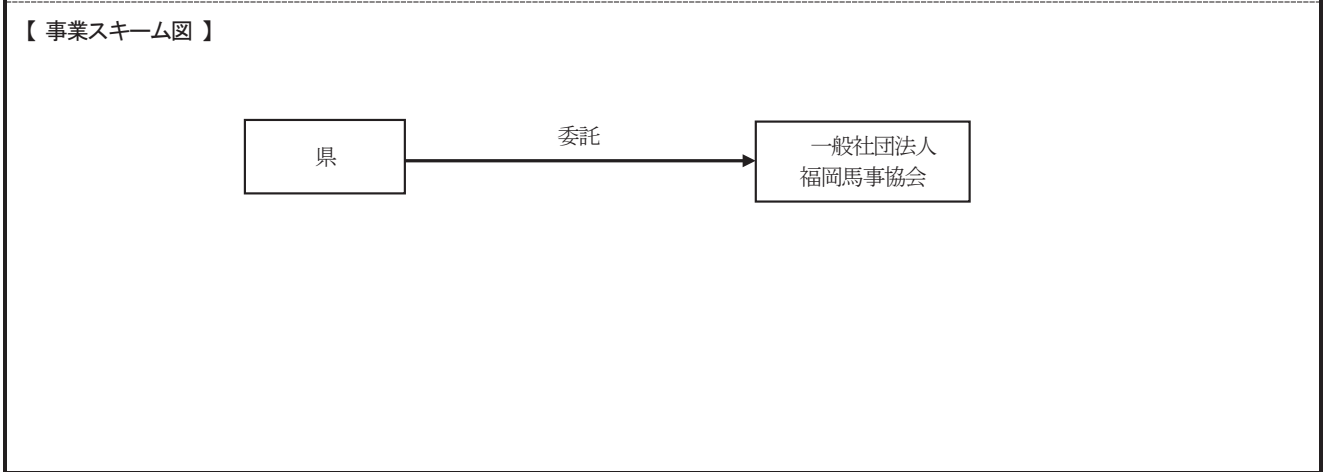 【 事業スキーム図 】
委託
県
一般社団法人
福岡馬事協会